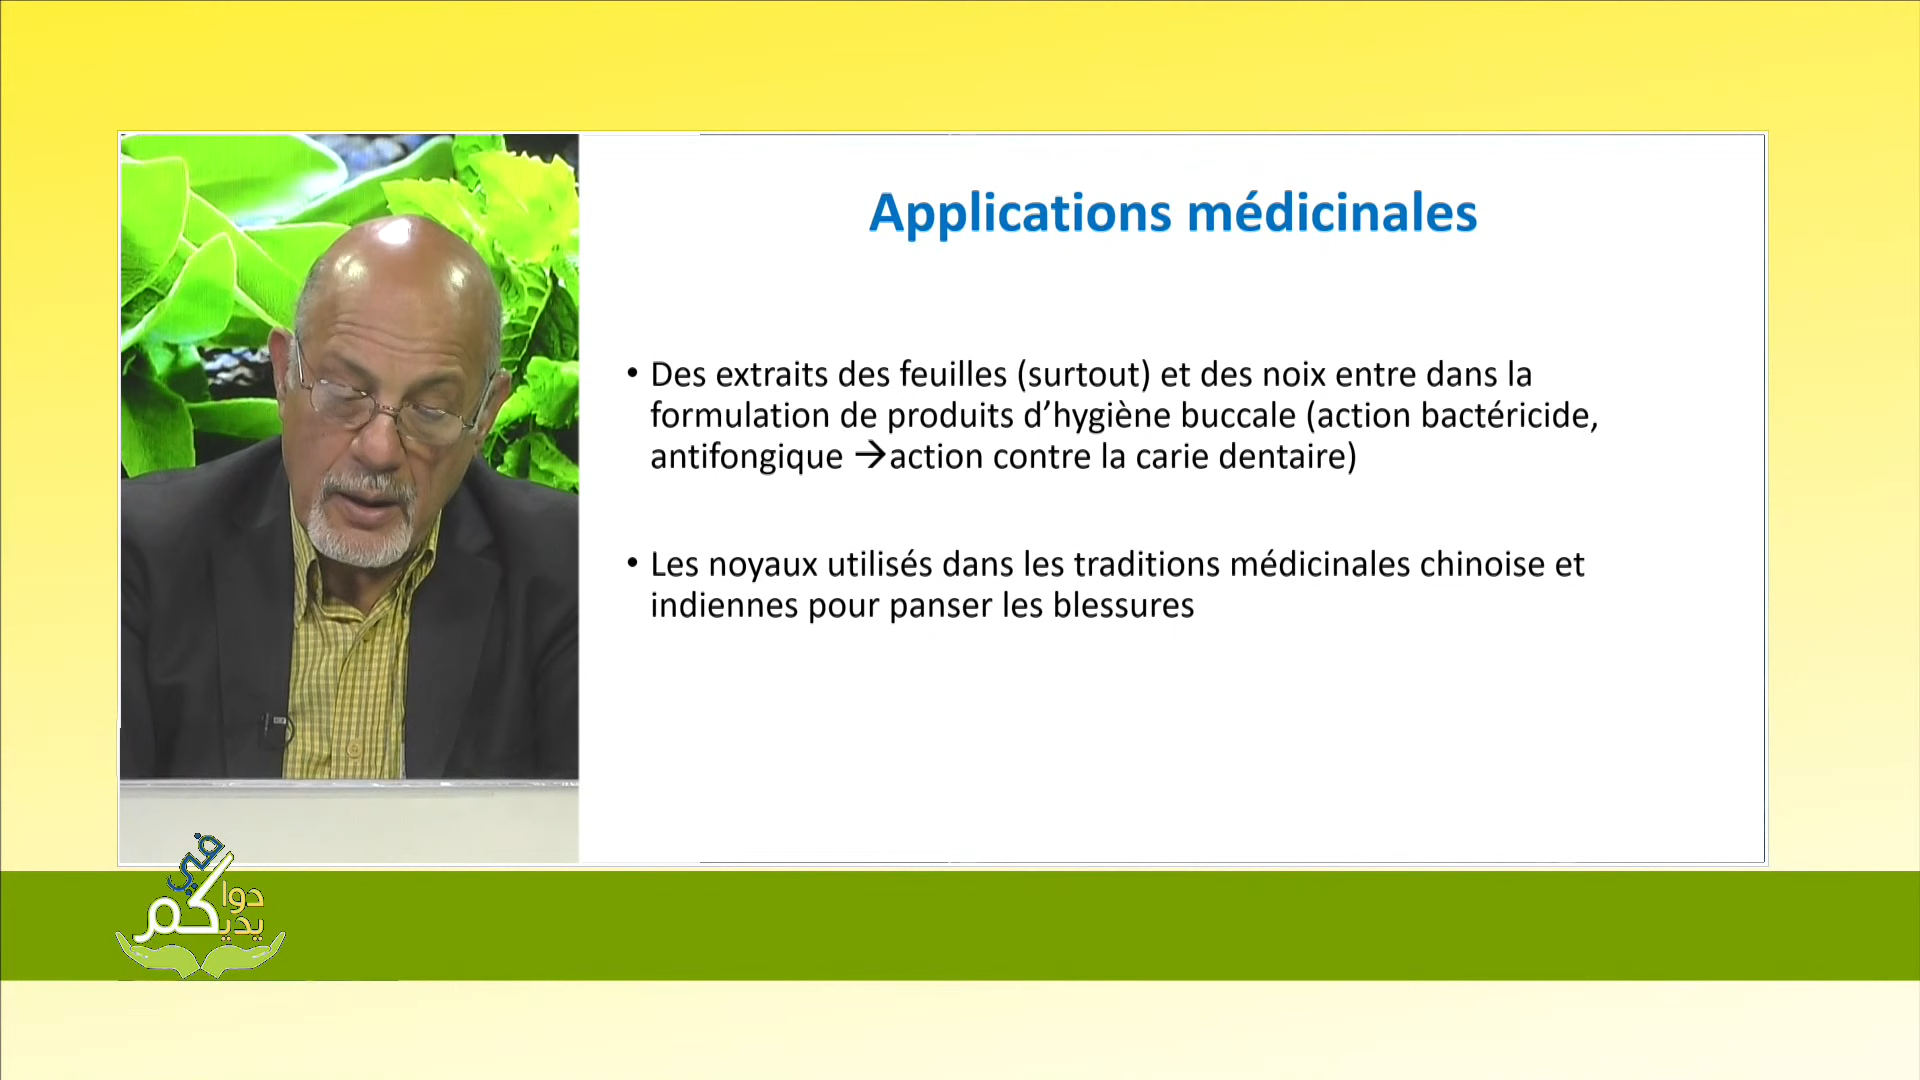 Applications médicinales
• Des extraits des feuilles (surtout) et des noix entre dans la
formulation de produits d’hygiène buccale (action bactéricide,
antifongique →action contre la carie dentaire)
• Les noyaux utilisés dans les traditions médicinales chinoise et
indiennes pour panser les blessures
دوا في
يديكم